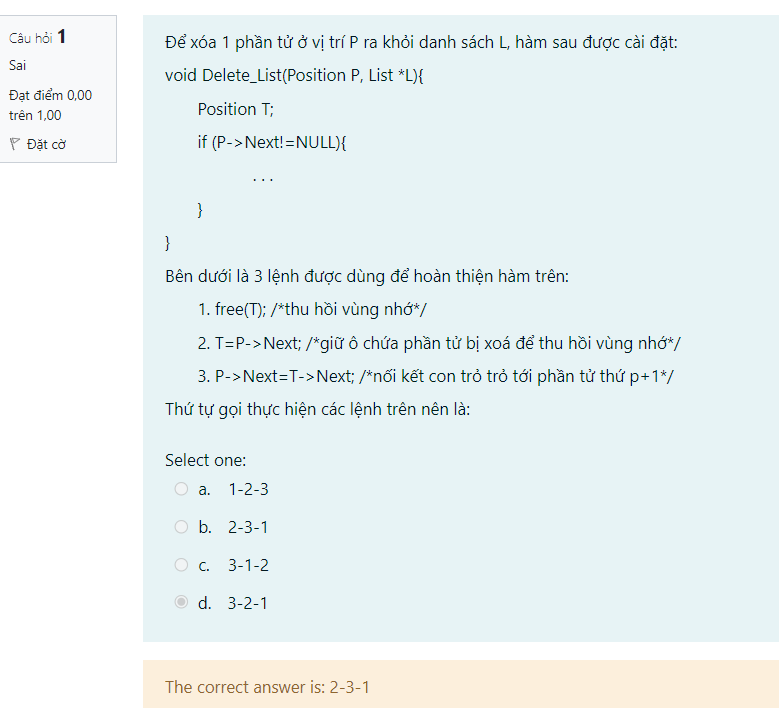 Câu hỏi 1
Sai
Đạt điểm 0,00
trên 1,00
Đặt cờ
Để xóa 1 phần tử ở vị trí P ra khỏi danh sách L, hàm sau được cài đặt:
void Delete_List(Position P, List *L){
Position T;
if (P->Next!=NULL){
. . .
}
}
Bên dưới là 3 lệnh được dùng để hoàn thiện hàm trên:
1. free(T); /*thu hồi vùng nhớ*/
2. T=P->Next; /*giữ ô chứa phần tử bị xoá để thu hồi vùng nhớ*/
3. P->Next=T->Next; /*nối kết con trỏ trỏ tới phần tử thứ p+1*/
Thứ tự gọi thực hiện các lệnh trên nên là:
Select one:
a. 1-2-3
b. 2-3-1
c. 3-1-2
d. 3-2-1
The correct answer is: 2-3-1